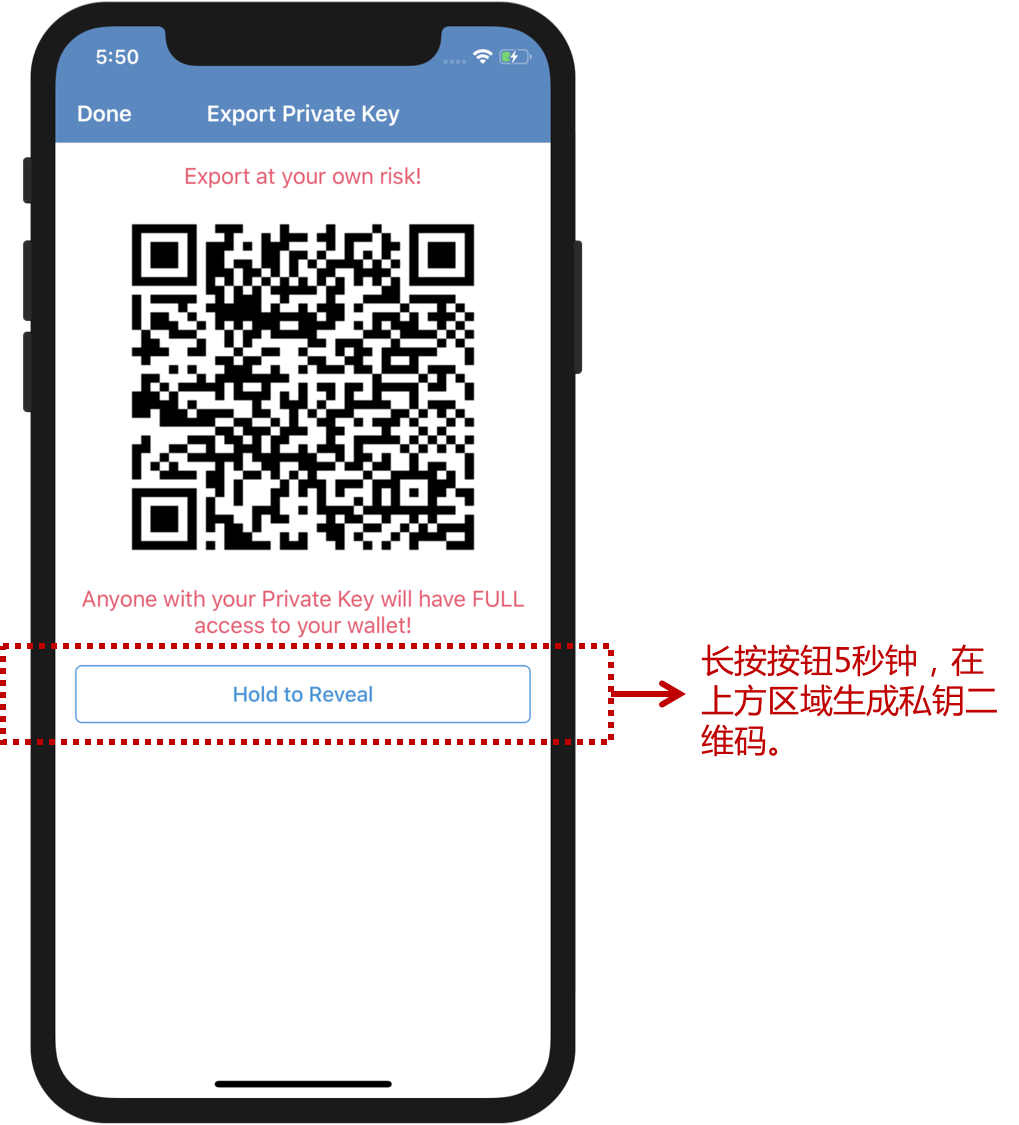 5:50
Done Export Private Key
Export at your own risk!
Anyone with your Private Key will have FULL
access to your wallet!
Hold to Reveal
长按按钮5秒钟，在
上方区域生成私钥二
维码。